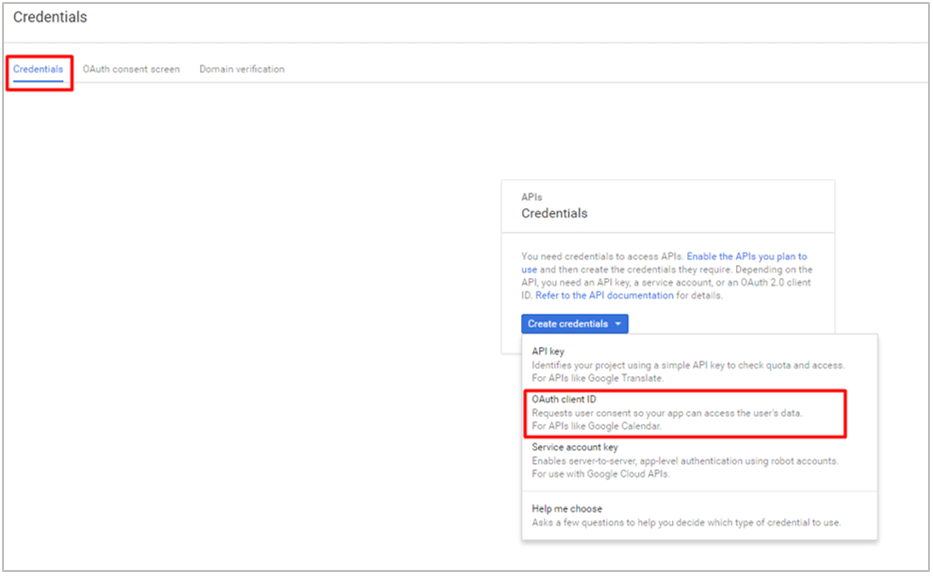 Credentials
Credentials OAuth consent screen Domain verification
APIs
Credentials
You need credentials to access APIs. Enable the APIs you plan to
use and then create the credentials they require. Depending on the
API, you need an API key, a service account, or an OAuth 2.0 client
ID. Refer to the API documentation for details.
Create credentials
API key
Identifies your project using a simple API key to check quota and access.
For APIs like Google Translate.
OAuth client ID
Requests user consent so your app can access the user's data.
For APIs like Google Calendar.
Service account key
Enables server-to-server, app-level authentication using robot accounts.
For use with Google Cloud APIs.
Help me choose
Asks a few questions to help you decide which type of credential to use.